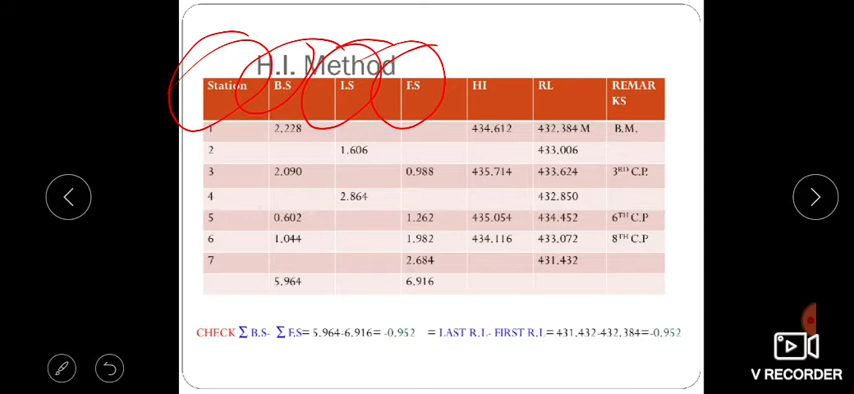 H.I. Method
Station B.S I.S F.S HI RL REMAR
KS
1 2.228 434.612 432.384 M B.M.
2 1.606 433.006
3 2.090 0.988 435.714 433.624 3RD C.P.
4 2.864 432.850
5 0.602 1.262 435.054 434.452 6TH C.P
6 1.044 1.982 434.116 433.072 8TH C.P
7 2.684 431.432
5.964 6.916
CHECK ∑ B.S- ∑ F.S= 5.964-6.916= -0.952 = LAST R.L- FIRST R.L= 431.432-432.384=-0.952
V RECORDER